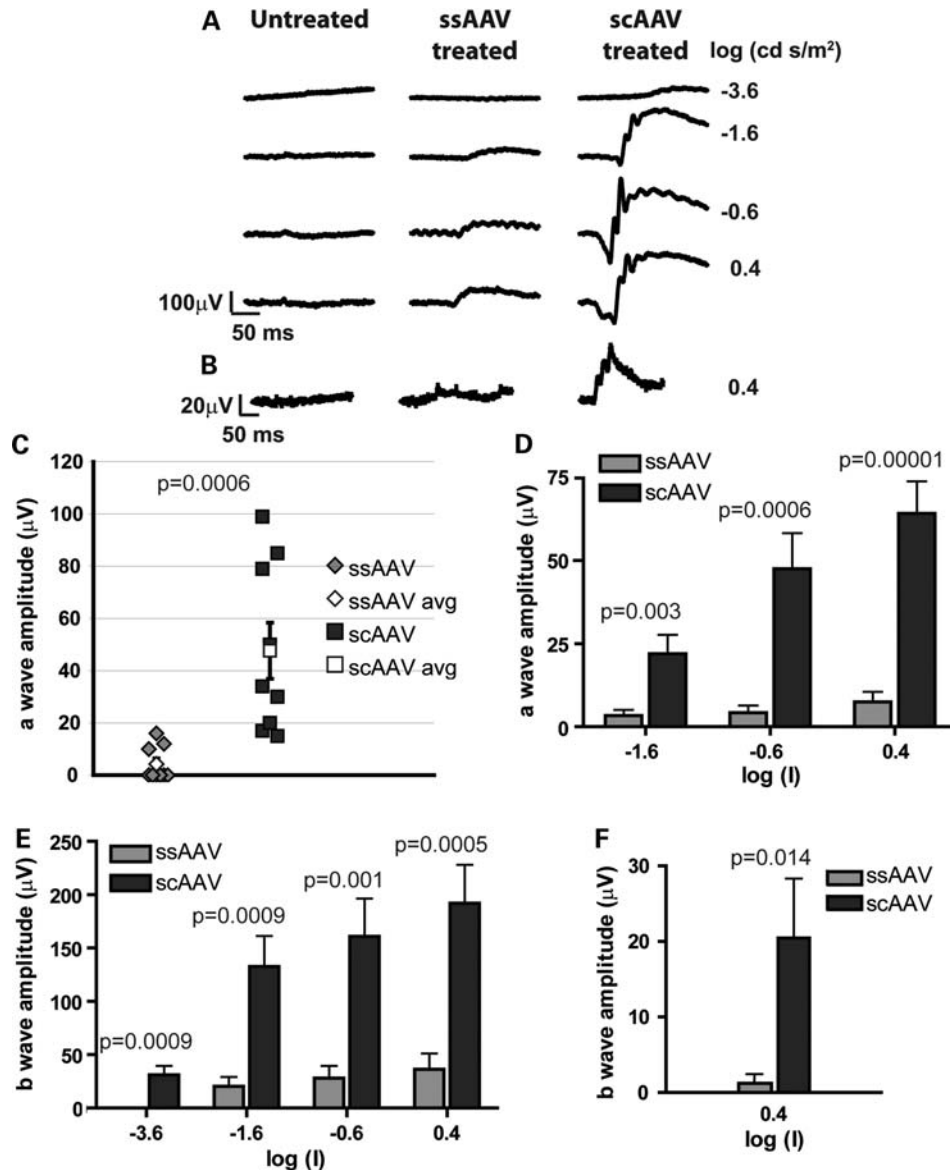 A
Untreated
ssAAV
treated
scAAV
treated
log (cd s/m²)
-3.6
-1.6
-0.6
0.4
100μV
50 ms
B
0.4
20μV
50 ms
C
120
100
80
60
40
20
0
a wave amplitude (μV)
p=0.0006
ssAAV
ssAAV avg
scAAV
scAAV avg
D
75
50
25
0
a wave amplitude (μV)
ssAAV
scAAV
p=0.003
p=0.0006
p=0.00001
-1.6
-0.6
0.4
log (I)
E
250
200
150
100
50
0
b wave amplitude (μV)
ssAAV
scAAV
p=0.0009
p=0.0009
p=0.001
p=0.0005
-3.6
-1.6
-0.6
0.4
log (I)
F
30
20
10
0
b wave amplitude (μV)
p=0.014
ssAAV
scAAV
0.4
log (I)